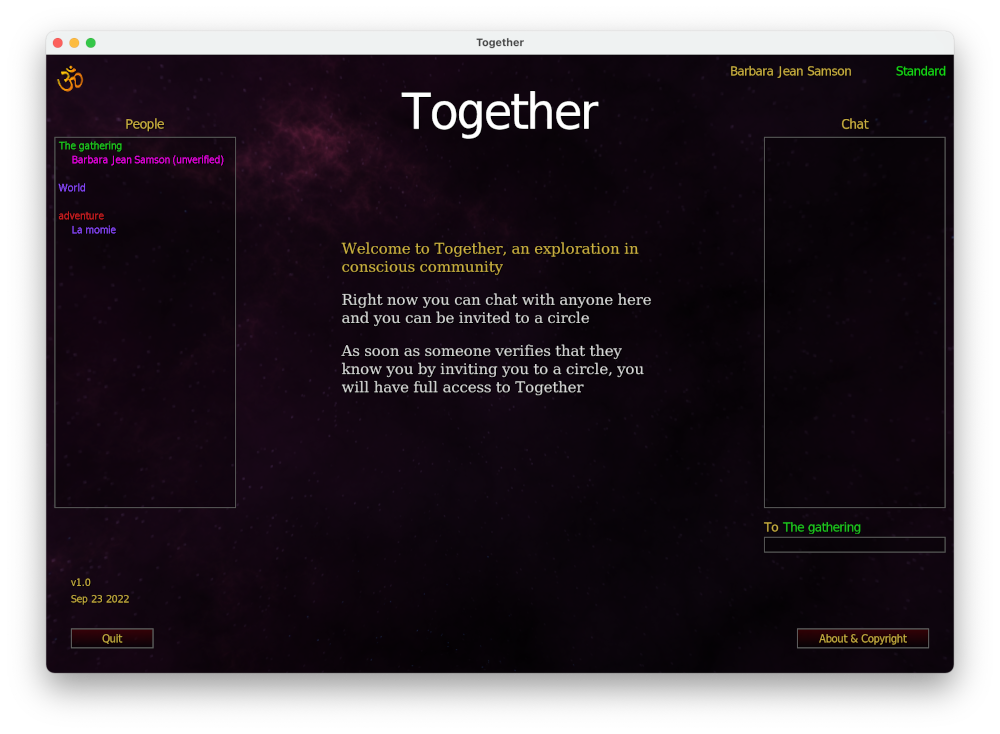 Together
ॐ
Barbara Jean Samson
Standard
Together
People
The gathering
Barbara Jean Samson (unverified)
World
adventure
La momie
Welcome to Together, an exploration in
conscious community
Right now you can chat with anyone here
and you can be invited to a circle
As soon as someone verifies that they
know you by inviting you to a circle, you
will have full access to Together
Chat
To The gathering
v1.0
Sep 23 2022
Quit
About & Copyright